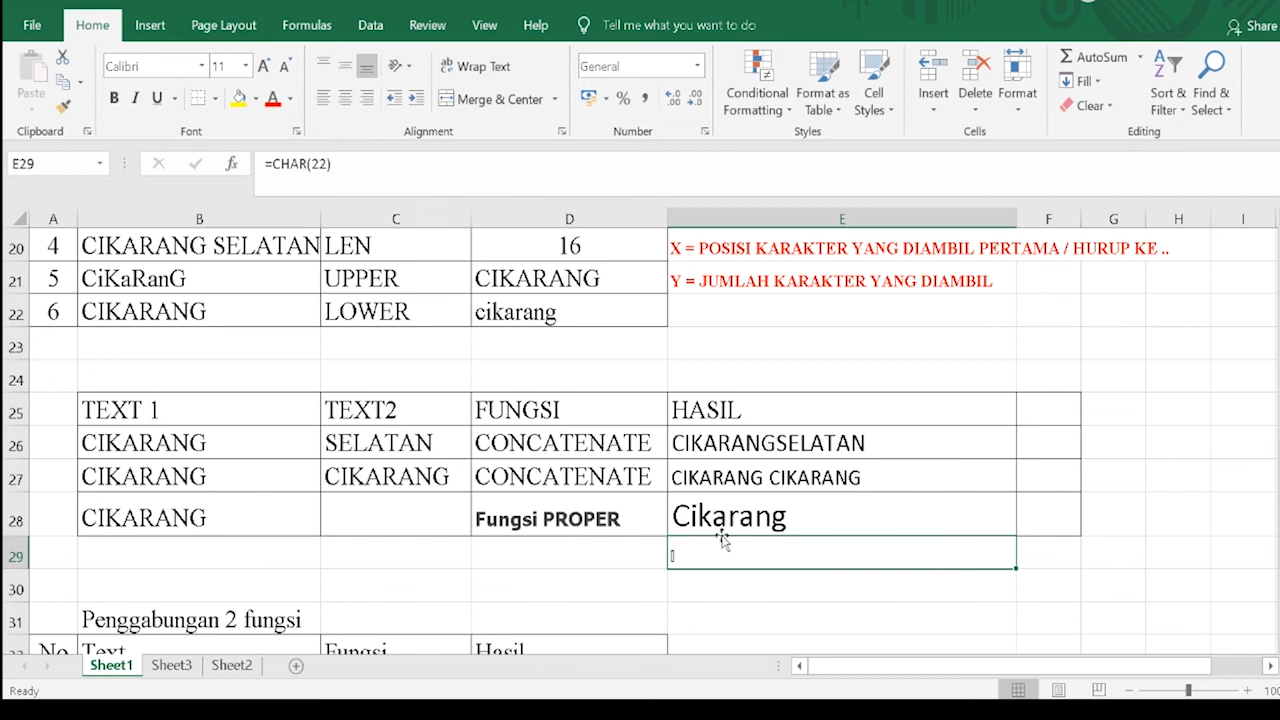 File Home Insert Page Layout Formulas Data Review View Help Tell me what you want to do Share
Paste Calibri 11 Wrap Text General Conditional Formatting Format as Table Cell Styles Insert Delete Format AutoSum Sort & Filter Find & Select
B I U Merge & Center % Fill
Clear
Clipboard Font Alignment Number Styles Cells Editing
E29 fx =CHAR(22)
A B C D E F G H I
20 4 CIKARANG SELATAN LEN 16 X = POSISI KARAKTER YANG DIAMBIL PERTAMA / HURUP KE ..
21 5 CiKaRanG UPPER CIKARANG Y = JUMLAH KARAKTER YANG DIAMBIL
22 6 CIKARANG LOWER cikarang
23
24
25 TEXT 1 TEXT2 FUNGSI HASIL
26 CIKARANG SELATAN CONCATENATE CIKARANGSELATAN
27 CIKARANG CIKARANG CONCATENATE CIKARANG CIKARANG
28 CIKARANG Fungsi PROPER Cikarang
29
30
31 Penggabungan 2 fungsi
No Text Fungsi Hasil
Sheet1 Sheet3 Sheet2
Ready 100